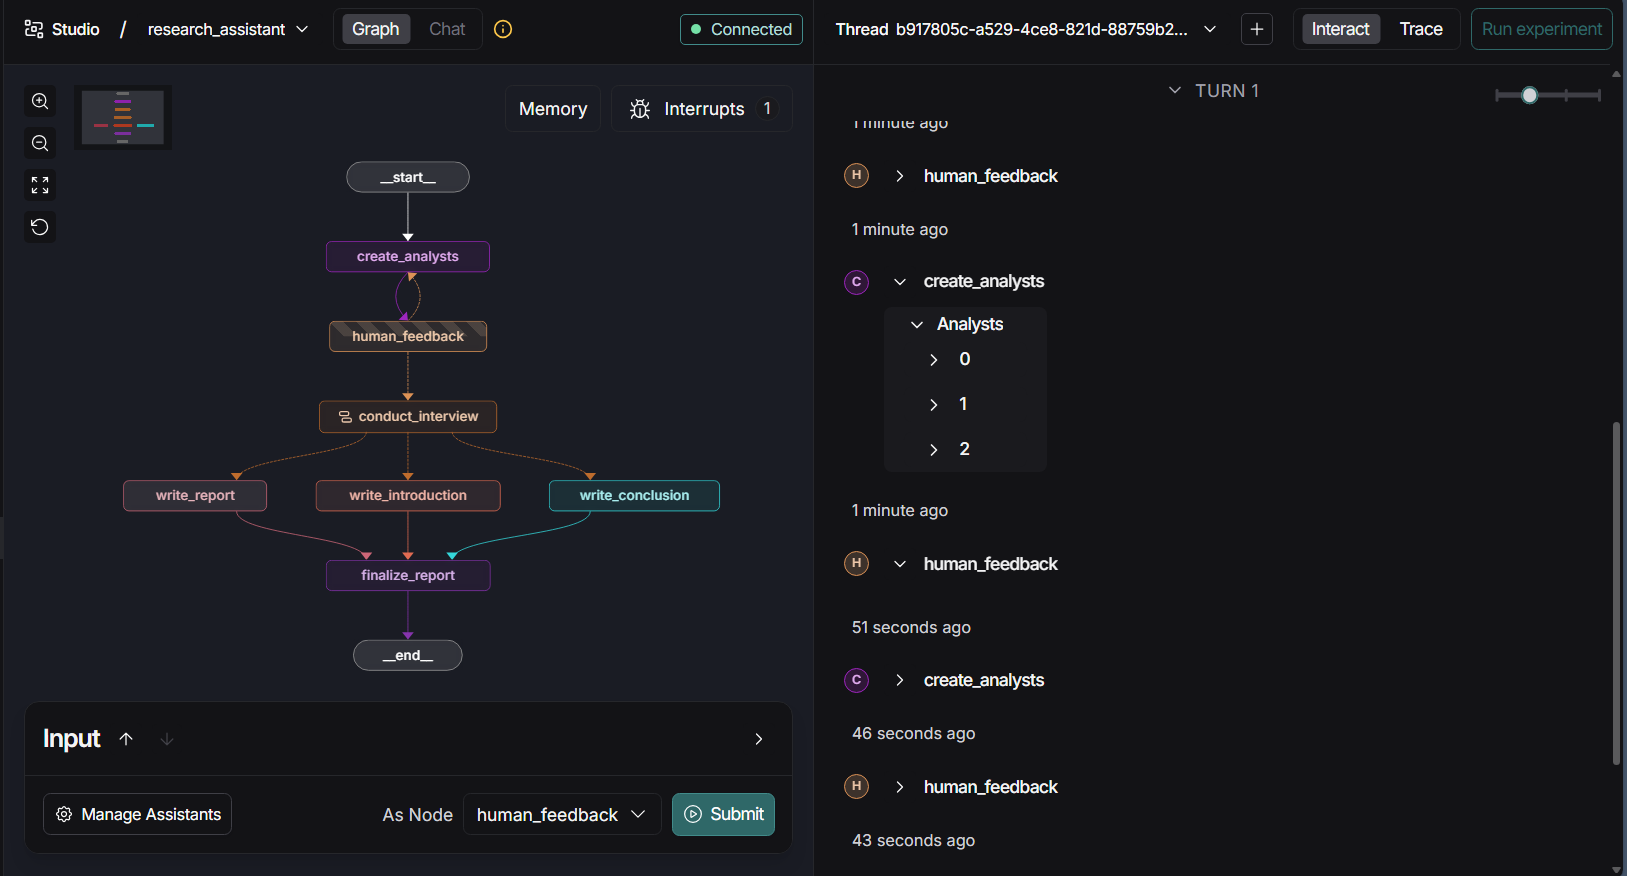 Studio / research_assistant
Graph Chat
Connected
Thread b917805c-a529-4ce8-821d-88759b2...
Interact Trace
Run experiment
Memory
Interrupts 1
__start__
create_analysts
human_feedback
conduct_interview
write_report
write_introduction
write_conclusion
finalize_report
__end__
Input
Manage Assistants
As Node
human_feedback
Submit
TURN 1
1 minute ago
H human_feedback
1 minute ago
C create_analysts
Analysts
0
1
2
1 minute ago
H human_feedback
51 seconds ago
C create_analysts
46 seconds ago
H human_feedback
43 seconds ago